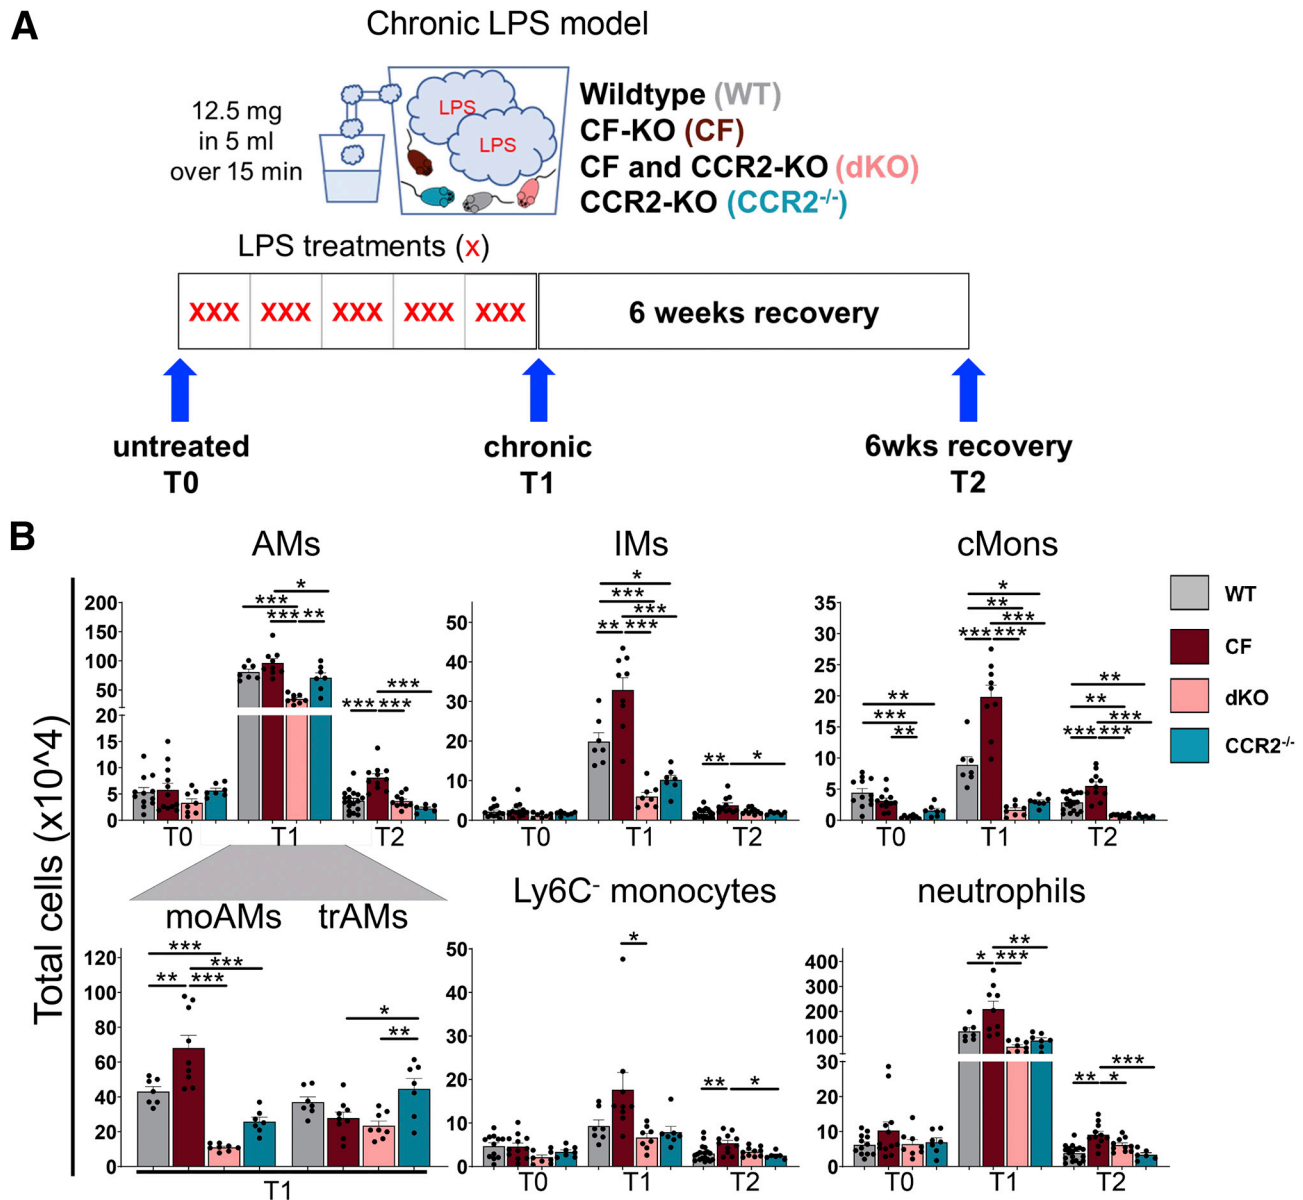 A
Chronic LPS model
12.5 mg
in 5 ml
over 15 min
LPS
LPS
Wildtype (WT)
CF-KO (CF)
CF and CCR2-KO (dKO)
CCR2-KO (CCR2-/-)
LPS treatments (x)
XXX XXX XXX XXX XXX 6 weeks recovery
untreated
T0
chronic
T1
6wks recovery
T2
B
Total cells (x10^4)
AMs
* *** *** ** *** *** ***
200
150
100
50
20
15
10
5
0
T0 T1 T2
IMs
* *** *** ** *** ** *
50
40
30
20
10
0
T0 T1 T2
cMons
** *** ** * ** *** *** *** ** ** *** *** ***
35
30
25
20
15
10
5
0
T0 T1 T2
WT
CF
dKO
CCR2-/-
moAMs trAMs
*** *** ** *** * **
120
100
80
60
40
20
0
T1
Ly6C- monocytes
* ** *
50
40
30
20
10
0
T0 T1 T2
neutrophils
** * *** *** ** *
400
300
200
100
30
20
10
0
T0 T1 T2